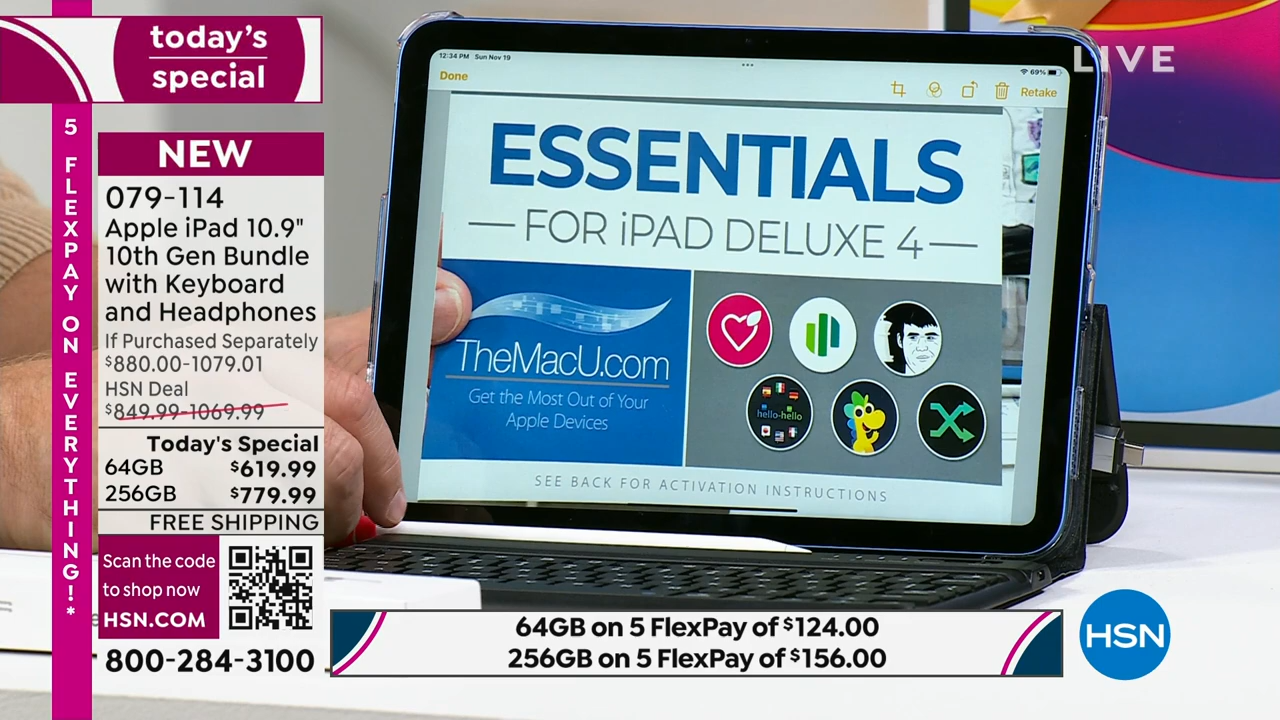 today's
special
5 FLEXPAY ON EVERYTHING!*
NEW
079-114
Apple iPad 10.9"
10th Gen Bundle
with Keyboard
and Headphones
If Purchased Separately
$880.00-1079.01
HSN Deal
$849.99-1069.99
Today's Special
64GB $619.99
256GB $779.99
FREE SHIPPING
Scan the code
to shop now
HSN.COM
800-284-3100
LIVE
12:34 PM Sun Nov 19
69%
Done
Retake
ESSENTIALS
FOR iPAD DELUXE 4
TheMacU.com
Get the Most Out of Your
Apple Devices
hello-hello
SEE BACK FOR ACTIVATION INSTRUCTIONS
64GB on 5 FlexPay of $124.00
256GB on 5 FlexPay of $156.00
HSN